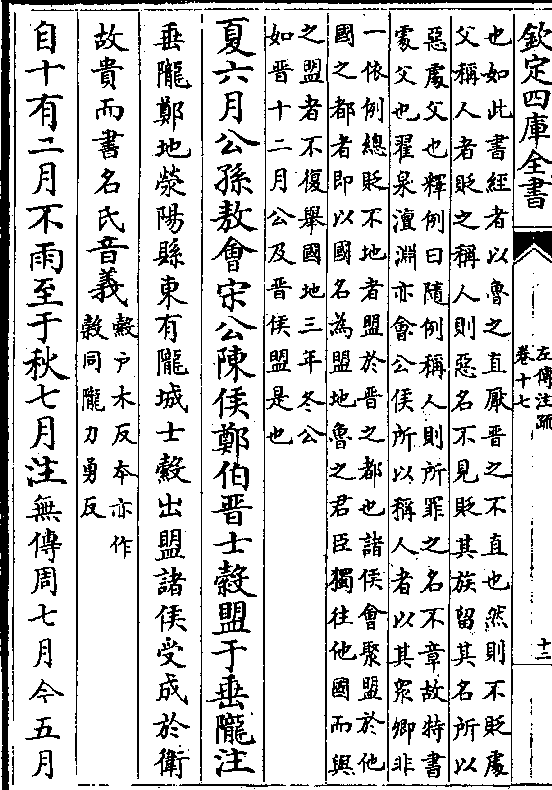 欽定四庫全書
左傳注疏
卷十七
十二
也如此書經者以魯之直厭晉之不直也然則不貶處
父稱人者貶之稱人則惡名不見貶其族留其名所以
惡處父也釋例曰隨例稱人則所罪之名不章故特書
處父也翟泉澶淵亦會公侯所以稱人者以其衆卿非
一依例總貶不地者盟於晉之都也諸侯會聚盟於他
國之都者即以國名為盟地魯之君臣獨往他國而與
之盟者不復舉國地三年冬公
如晉十二月公及晉侯盟是也
夏六月公孫敖會宋公陳侯鄭伯晉士縠盟于垂隴注
垂隴鄭地滎陽縣東有隴城士縠出盟諸侯受成於衛
故貴而書名氏音義縠戸木反本亦作
縠同隴力勇反
自十有二月不雨至于秋七月注無傳周七月今五月